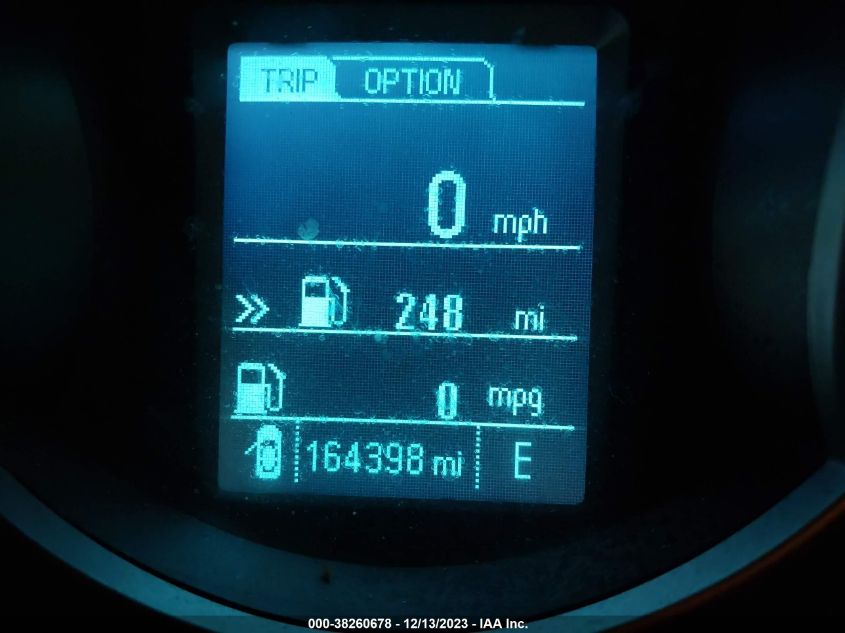 TRIP OPTION
0 mph
248 mi
0 mpg
164398 mi E
000-38260678 - 12/13/2023 - IAA Inc.